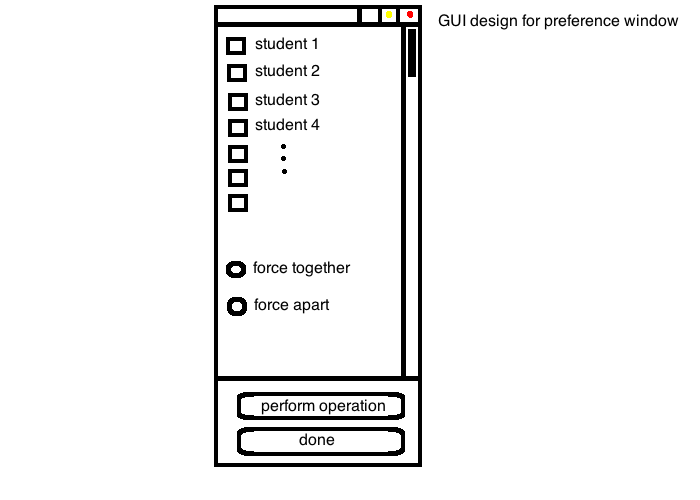 GUI design for preference window
student 1
student 2
student 3
student 4
force together
force apart
perform operation
done